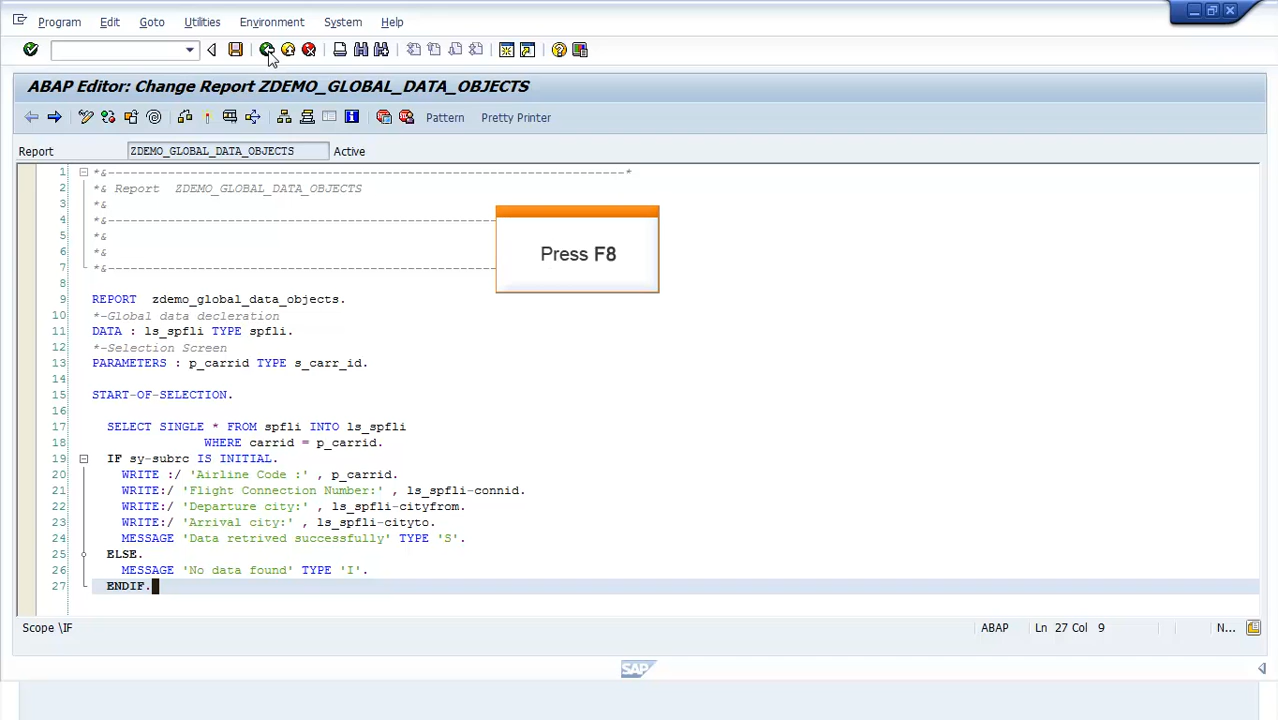 Program Edit Goto Utilities Environment System Help
ABAP Editor: Change Report ZDEMO_GLOBAL_DATA_OBJECTS
Pattern Pretty Printer
Report ZDEMO_GLOBAL_DATA_OBJECTS Active
1 *&---------------------------------------------------------------------*
2 *& Report  ZDEMO_GLOBAL_DATA_OBJECTS
3 *&
4 *&----------------------------------------------------
5 *&
6 *&
7 *&----------------------------------------------------
Press F8
8
9 REPORT  zdemo_global_data_objects.
10 *-Global data decleration
11 DATA : ls_spfli TYPE spfli.
12 *-Selection Screen
13 PARAMETERS : p_carrid TYPE s_carr_id.
14
15 START-OF-SELECTION.
16
17 SELECT SINGLE * FROM spfli INTO ls_spfli
18 WHERE carrid = p_carrid.
19 IF sy-subrc IS INITIAL.
20 WRITE :/ 'Airline Code :' , p_carrid.
21 WRITE:/ 'Flight Connection Number:' , ls_spfli-connid.
22 WRITE:/ 'Departure city:' , ls_spfli-cityfrom.
23 WRITE:/ 'Arrival city:' , ls_spfli-cityto.
24 MESSAGE 'Data retrived successfully' TYPE 'S'.
25 ELSE.
26 MESSAGE 'No data found' TYPE 'I'.
27 ENDIF.
Scope \IF ABAP Ln 27 Col 9 N...
SAP